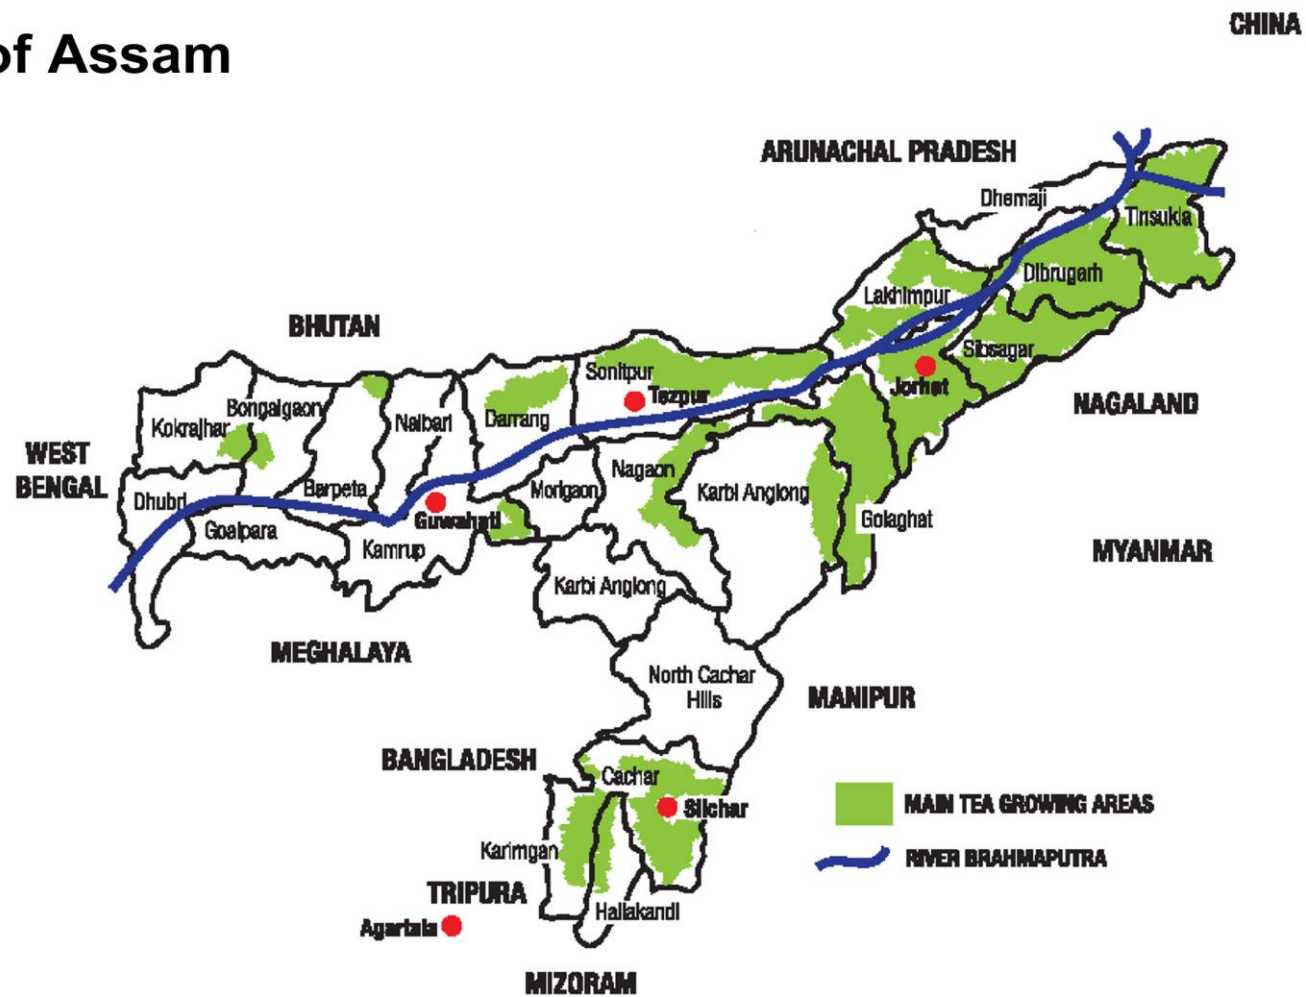 of Assam
CHINA
ARUNACHAL PRADESH
Dhemaji
Tinsukia
Dibrugarh
Lakhimpur
BHUTAN
Sibsagar
Sonitpur
Jorhat
Tezpur
NAGALAND
Bongaigaon
Kokrajhar
Nalbari
Darrang
WEST
BENGAL
Nagaon
Karbi Anglong
Morigaon
Barpeta
Dhubri
Goalpara
Guwahati
Golaghat
Kamrup
MYANMAR
Karbi Anglong
MEGHALAYA
North Cachar
Hills
MANIPUR
BANGLADESH
Cachar
Silchar
MAIN TEA GROWING AREAS
Karimgan
RIVER BRAHMAPUTRA
TRIPURA
Hailakandi
Agartala
MIZORAM